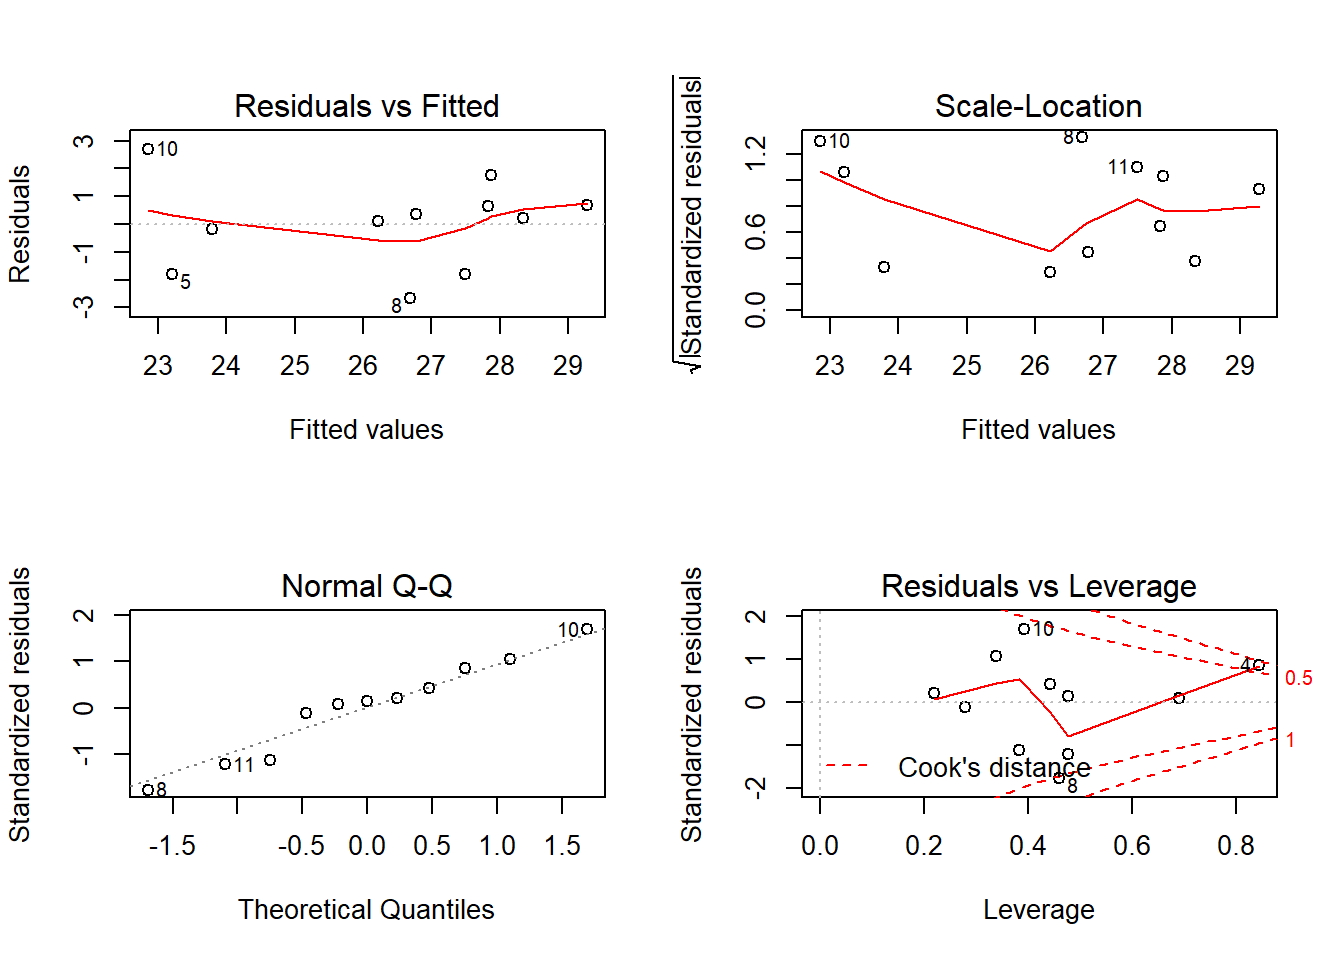 Residuals vs Fitted
Residuals
3
1
-1
-3
10
5
8
23 24 25 26 27 28 29
Fitted values
Scale-Location
√|Standardized residuals|
1.2
0.6
0.0
10
8
11
23 24 25 26 27 28 29
Fitted values
Normal Q-Q
Standardized residuals
2
1
0
-1
10
11
8
-1.5 -0.5 0.0 0.5 1.0 1.5
Theoretical Quantiles
Residuals vs Leverage
Standardized residuals
2
0
-2
10
4
8
0.5
1
Cook's distance
0.0 0.2 0.4 0.6 0.8
Leverage